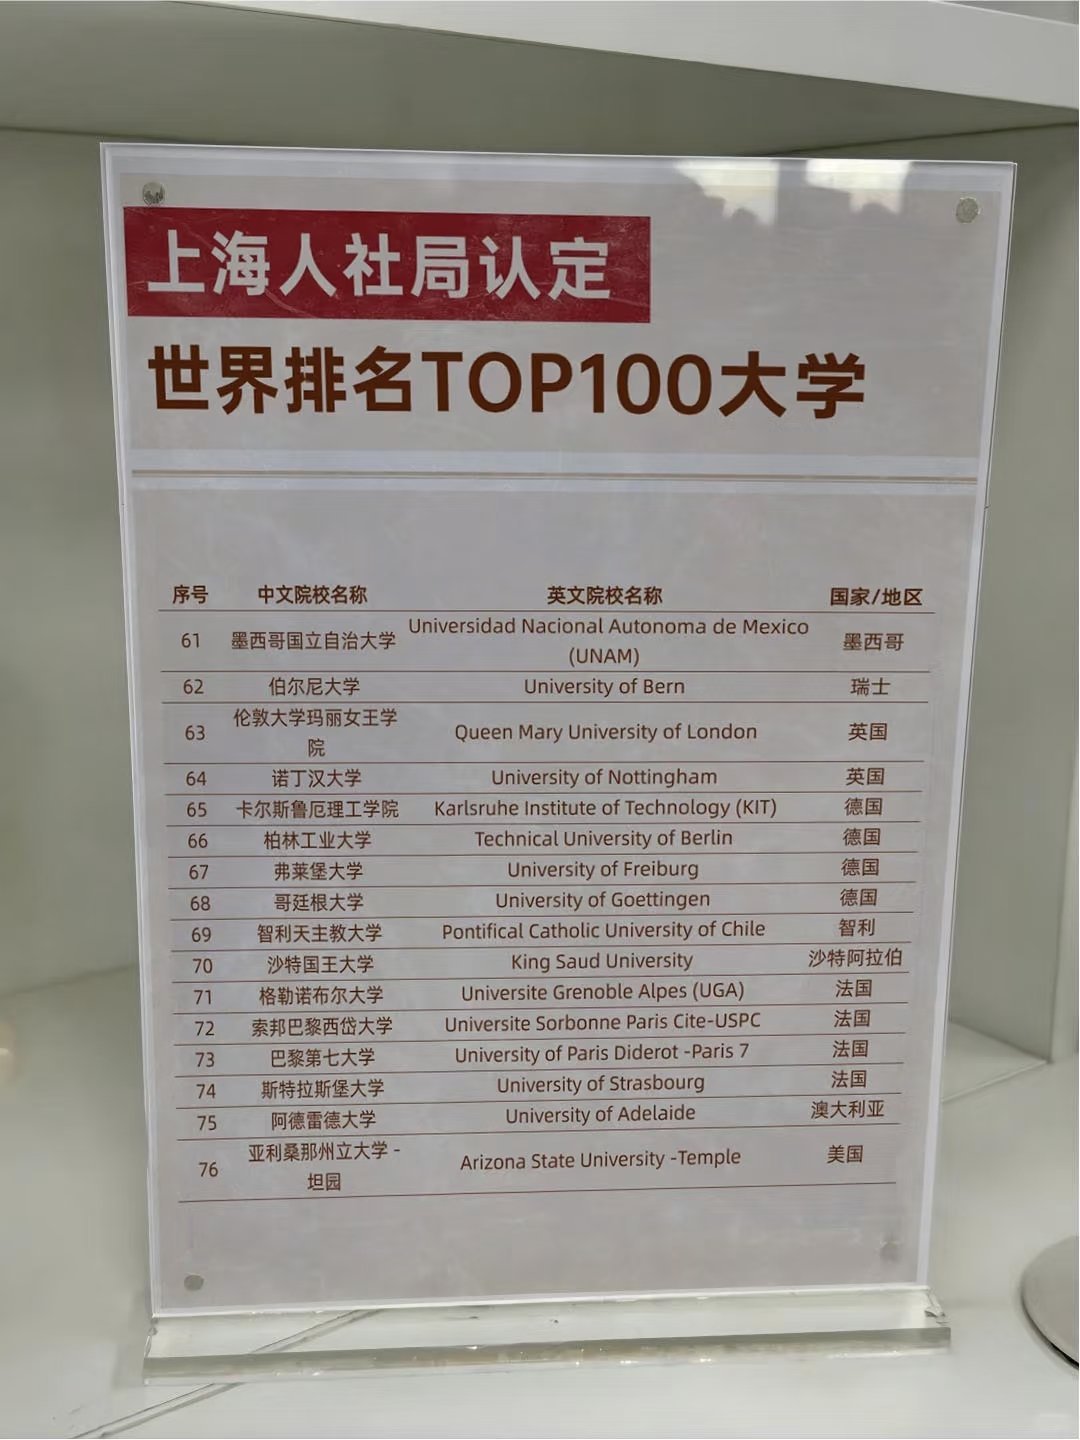 上海人社局认定
世界排名TOP100大学
序号 中文院校名称 英文院校名称 国家/地区
61 墨西哥国立自治大学 Universidad Nacional Autonoma de Mexico (UNAM) 墨西哥
62 伯尔尼大学 University of Bern 瑞士
63 伦敦大学玛丽女王学院 Queen Mary University of London 英国
64 诺丁汉大学 University of Nottingham 英国
65 卡尔斯鲁厄理工学院 Karlsruhe Institute of Technology (KIT) 德国
66 柏林工业大学 Technical University of Berlin 德国
67 弗莱堡大学 University of Freiburg 德国
68 哥廷根大学 University of Goettingen 德国
69 智利天主教大学 Pontifical Catholic University of Chile 智利
70 沙特国王大学 King Saud University 沙特阿拉伯
71 格勒诺布尔大学 Universite Grenoble Alpes (UGA) 法国
72 索邦巴黎西岱大学 Universite Sorbonne Paris Cite-USPC 法国
73 巴黎第七大学 University of Paris Diderot -Paris 7 法国
74 斯特拉斯堡大学 University of Strasbourg 法国
75 阿德雷德大学 University of Adelaide 澳大利亚
76 亚利桑那州立大学 -坦园 Arizona State University -Temple 美国